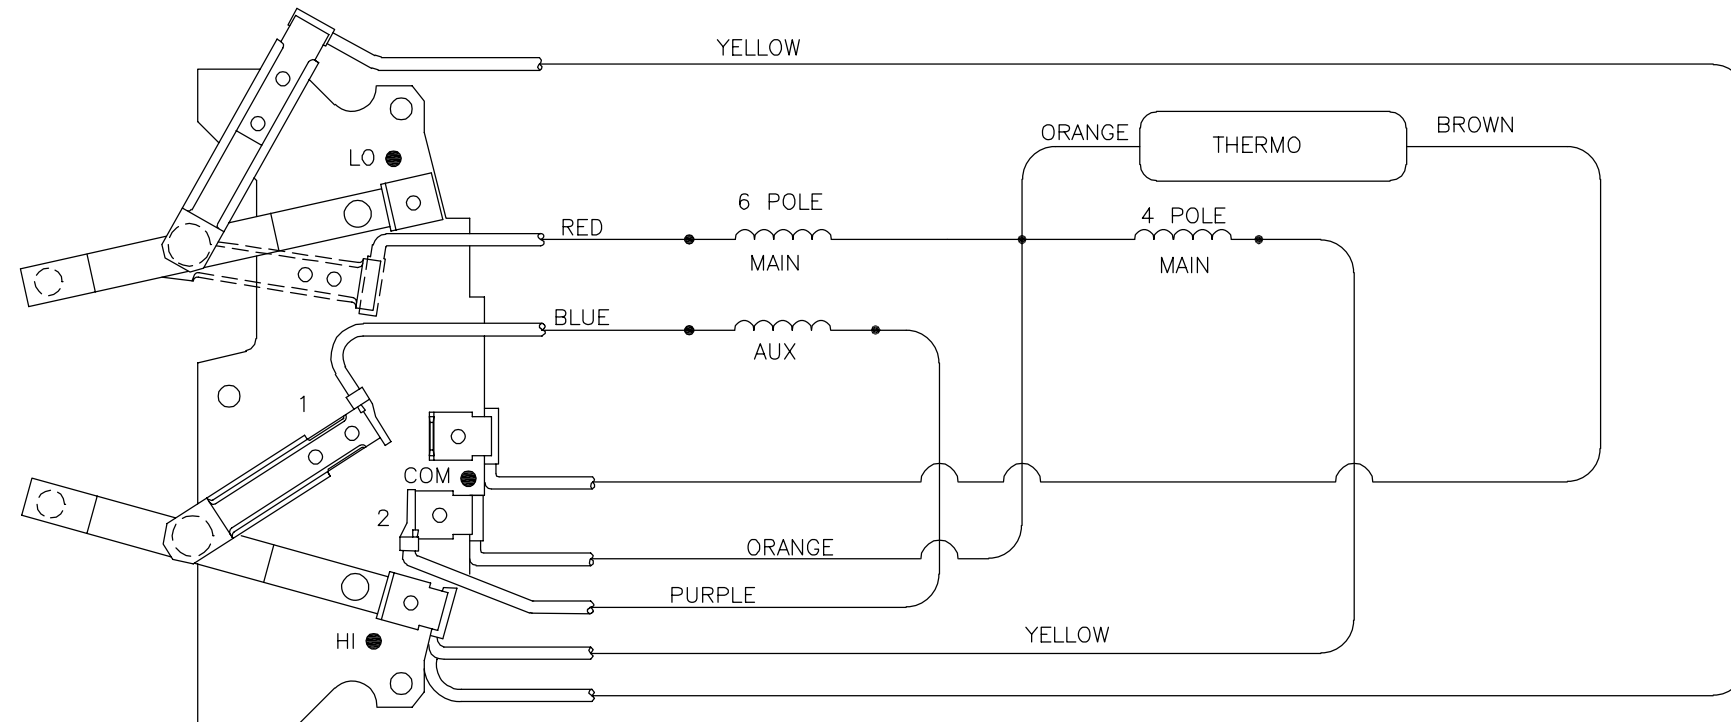 YELLOW
ORANGE
THERMO
BROWN
LO
6 POLE
4 POLE
RED
MAIN
MAIN
BLUE
AUX
1
COM
2
ORANGE
PURPLE
YELLOW
HI